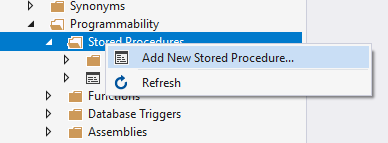 Synonyms
Programmability
Stored Procedures
Add New Stored Procedure...
Refresh
Functions
Database Triggers
Assemblies